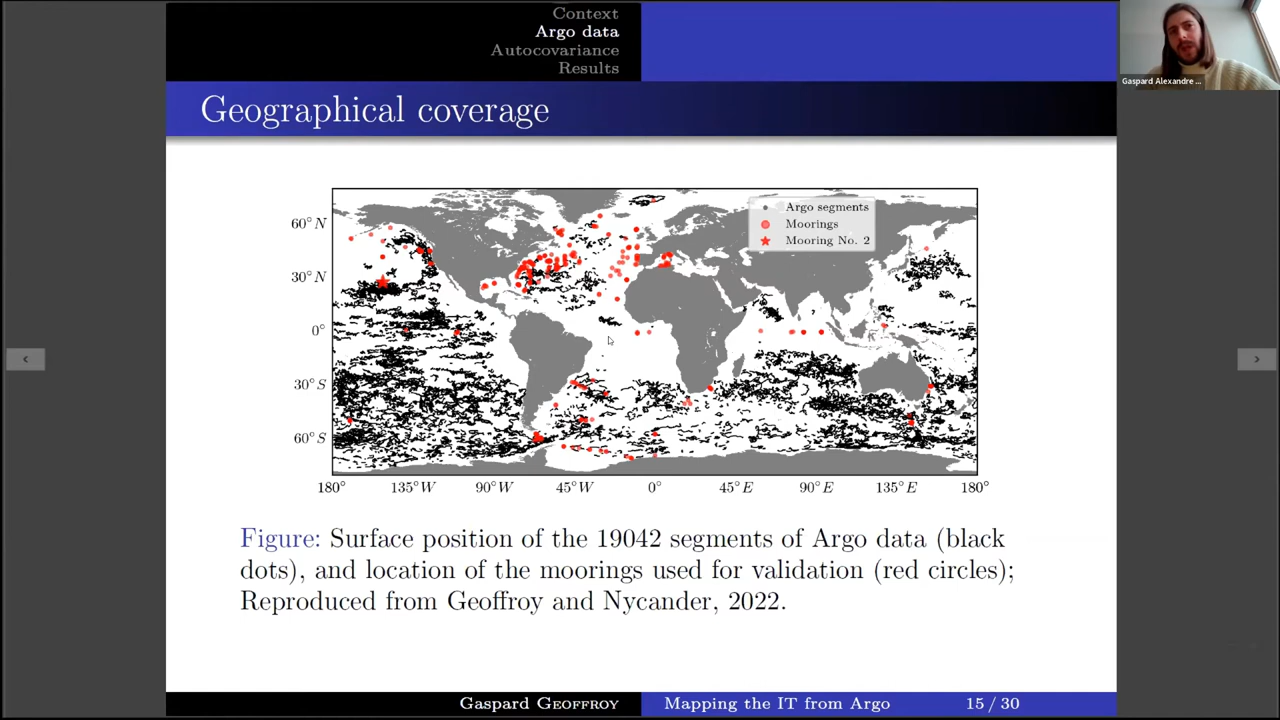 Context
Argo data
Autocovariance
Results
Gaspard Alexandre ...
Geographical coverage
Argo segments
Moorings
Mooring No. 2
60°N
30°N
0°
30°S
60°S
180° 135°W 90°W 45°W 0° 45°E 90°E 135°E 180°
Figure: Surface position of the 19042 segments of Argo data (black
dots), and location of the moorings used for validation (red circles);
Reproduced from Geoffroy and Nycander, 2022.
Gaspard Geoffroy Mapping the IT from Argo 15 / 30